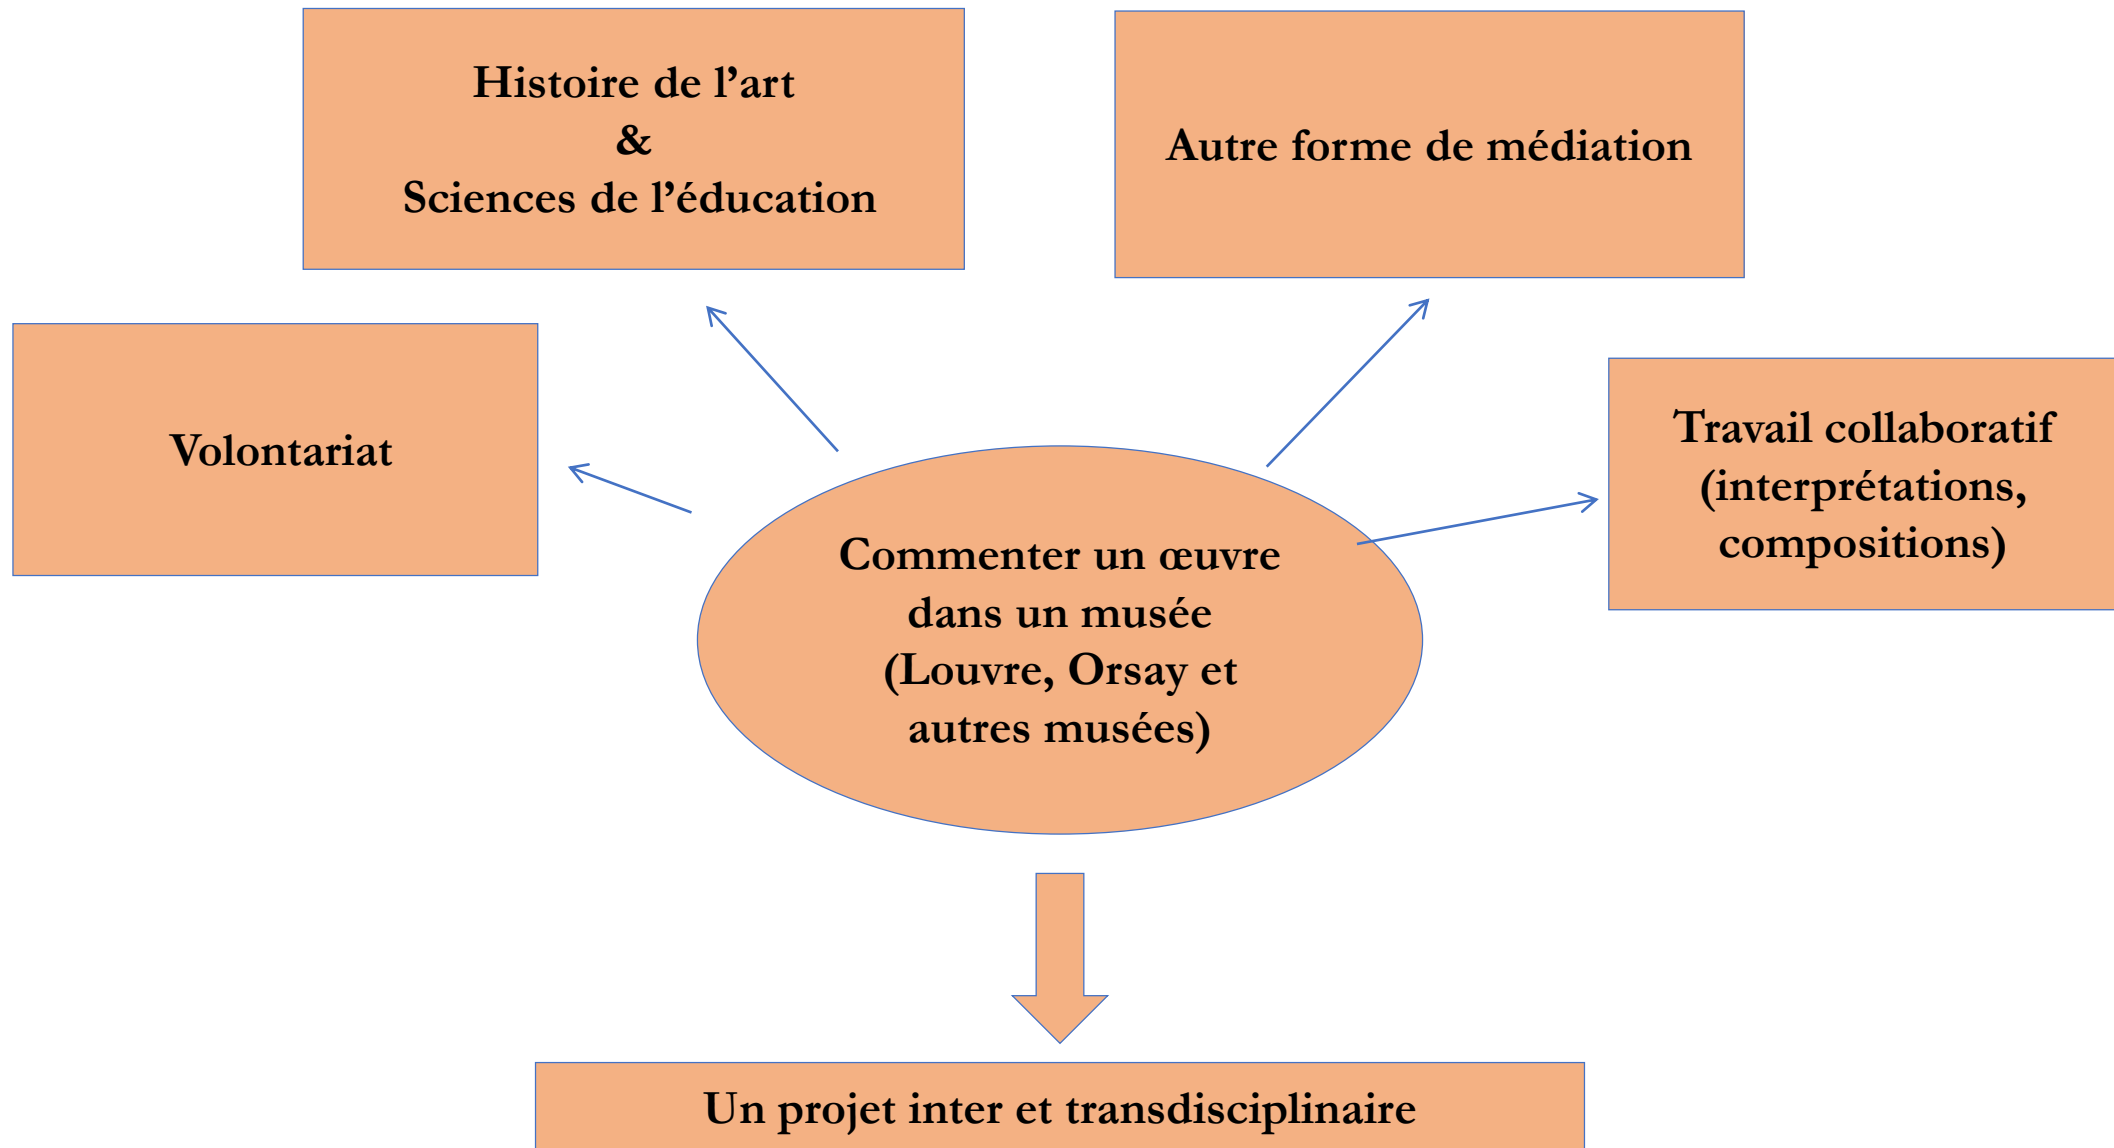 Histoire de l’art
&
Sciences de l’éducation
Autre forme de médiation
Volontariat
Travail collaboratif
(interprétations,
compositions)
Commenter un œuvre
dans un musée
(Louvre, Orsay et
autres musées)
Un projet inter et transdisciplinaire